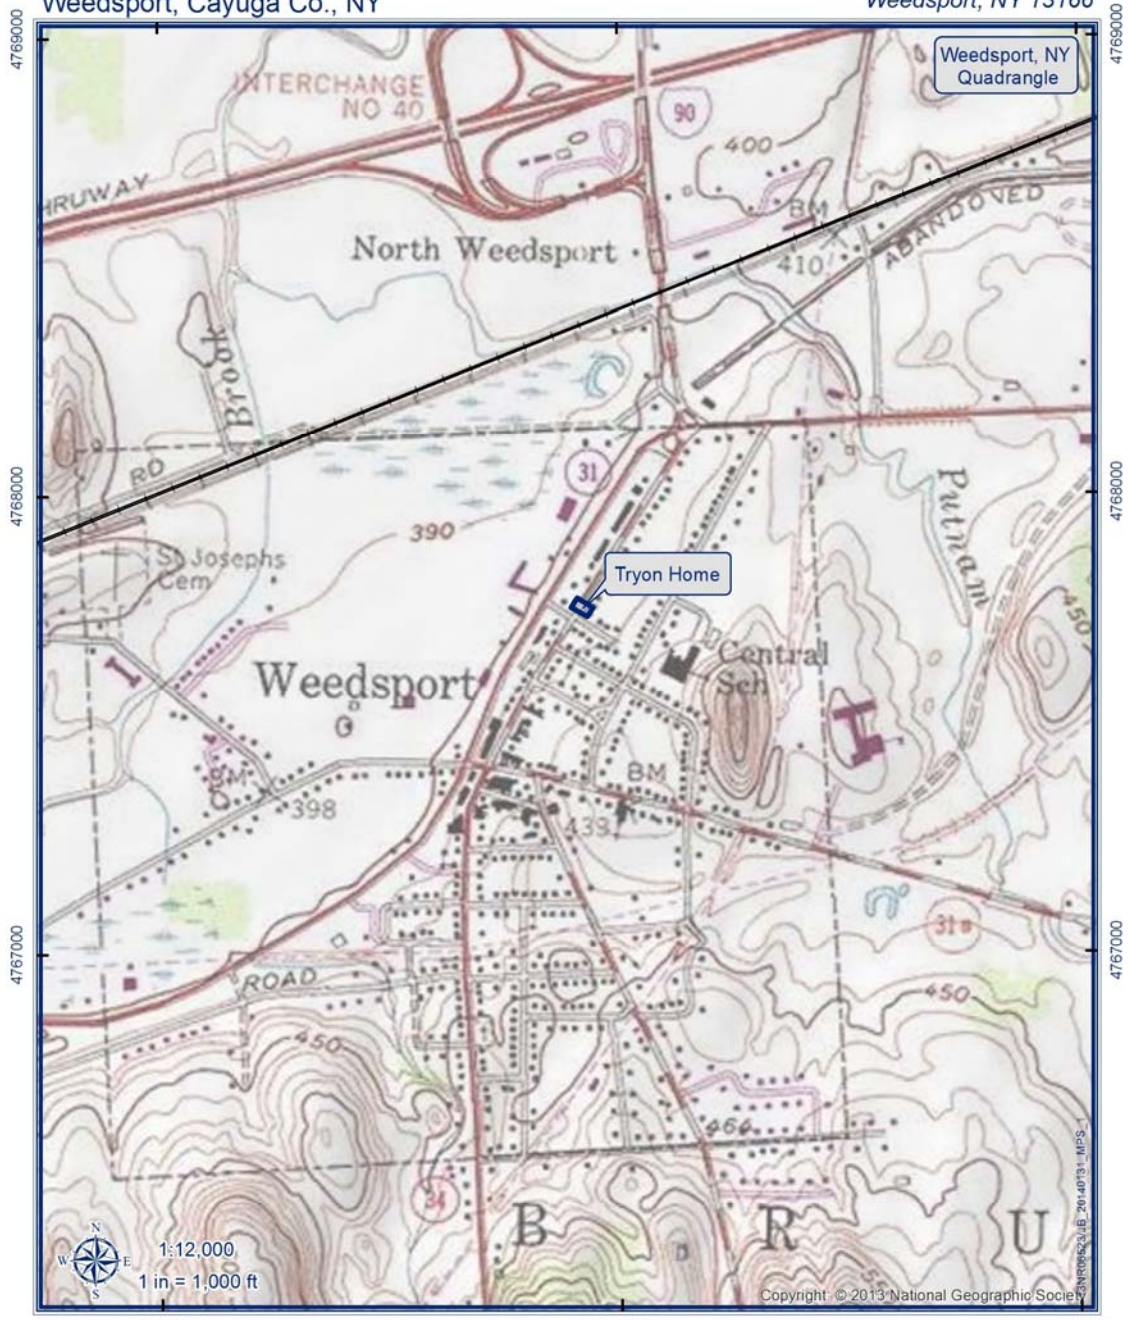 Weedsport, Cayuga Co., NY
Weedsport, NY 13166
4769000
4769000
Weedsport, NY
Quadrangle
INTERCHANGE
NO 40
90
400
HRUWAY
BM
ABANDOVED
North Weedsport
410
Brook
RD
31
Putnam
4768000
4768000
390
St Josephs
Cem
Tryon Home
450
Central
Sch
Weedsport
BM
BM
398
439
31B
4767000
4767000
ROAD
450
450
464
34
B R U
N
W E
S
1:12,000
1 in = 1,000 ft
Copyright: © 2013 National Geographic Society